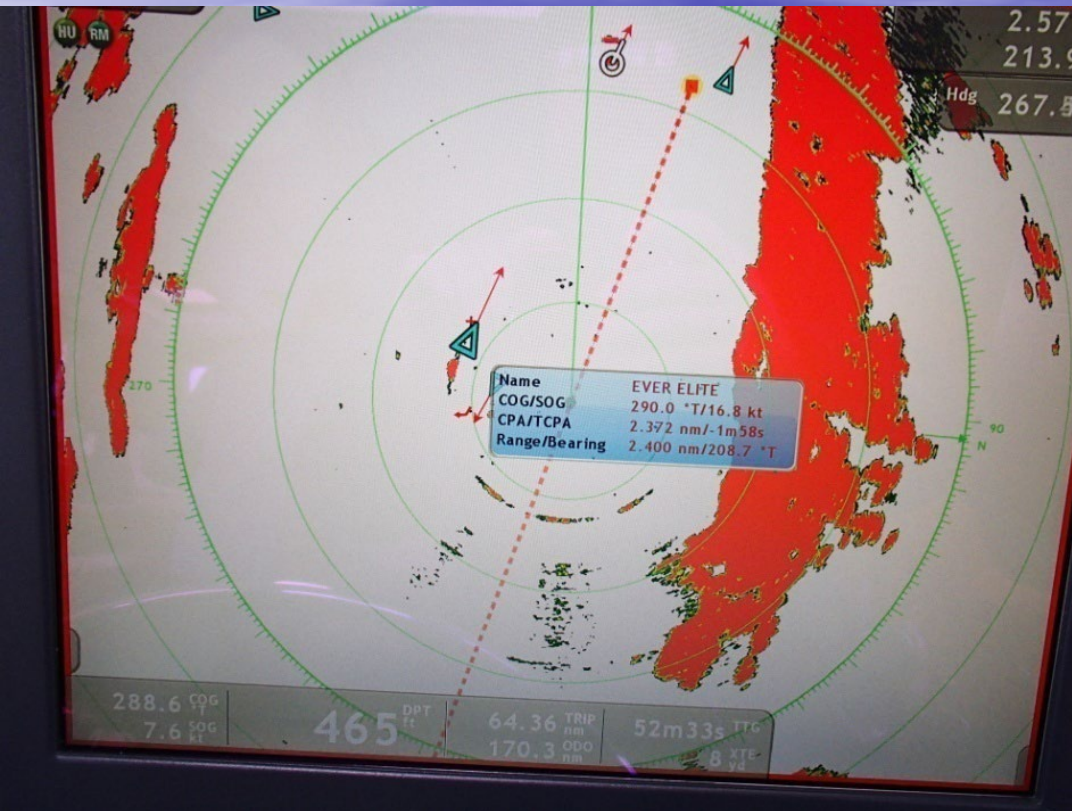 HU RM
2.57
213.9
Hdg 267.
270
90
N
Name EVER ELITE
COG/SOG 290.0 °T/16.8 kt
CPA/TCPA 2.372 nm/-1m58s
Range/Bearing 2.400 nm/208.7 °T
288.6 COG °T
7.6 SOG kt
465 DPT ft
64.36 TRIP nm
170.3 ODO nm
52m33s TTG
8 XTE yd